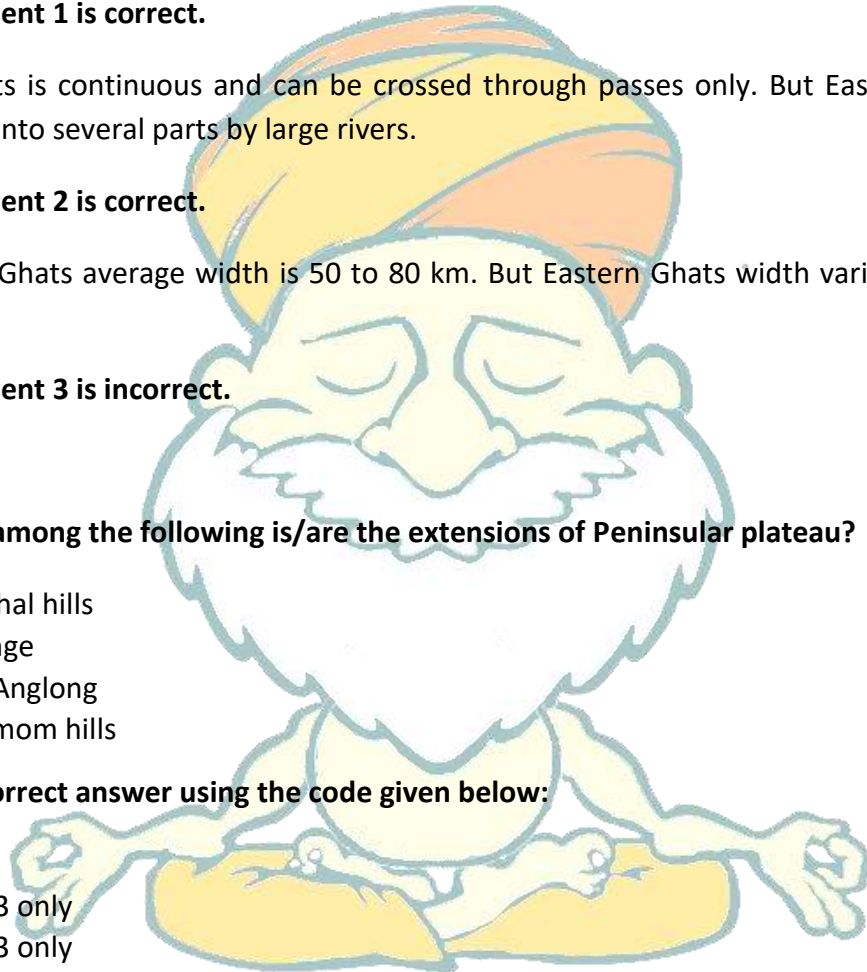 ent 1 is correct.
ts is continuous and can be crossed through passes only. But Eas
nto several parts by large rivers.
ent 2 is correct.
Ghats average width is 50 to 80 km. But Eastern Ghats width vari
ent 3 is incorrect.
among the following is/are the extensions of Peninsular plateau?
hal hills
nge
Anglong
mom hills
orrect answer using the code given below:
3 only
3 only